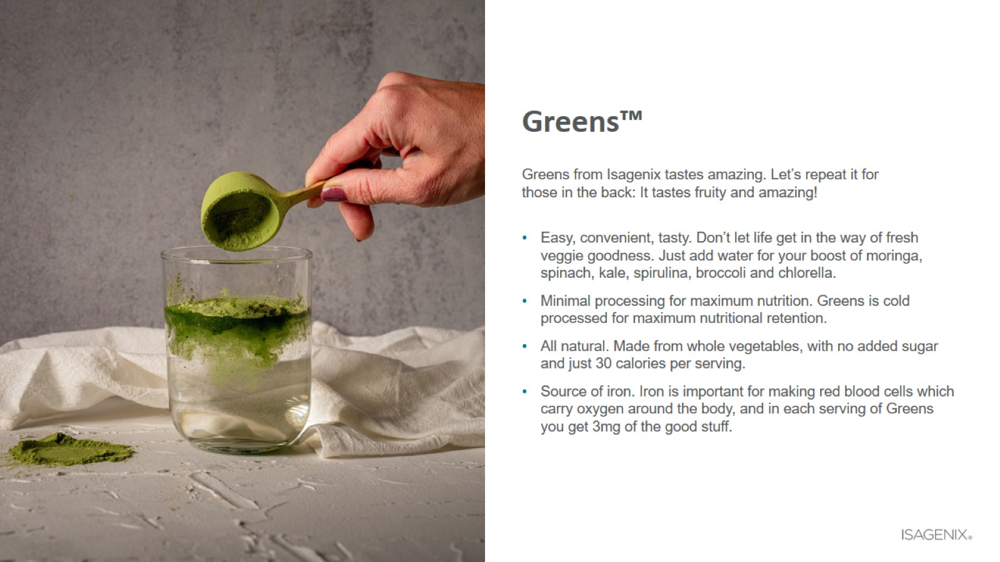 Greens™
Greens from Isagenix tastes amazing. Let’s repeat it for
those in the back: It tastes fruity and amazing!
• Easy, convenient, tasty. Don’t let life get in the way of fresh
veggie goodness. Just add water for your boost of moringa,
spinach, kale, spirulina, broccoli and chlorella.
• Minimal processing for maximum nutrition. Greens is cold
processed for maximum nutritional retention.
• All natural. Made from whole vegetables, with no added sugar
and just 30 calories per serving.
• Source of iron. Iron is important for making red blood cells which
carry oxygen around the body, and in each serving of Greens
you get 3mg of the good stuff.
ISAGENIX®